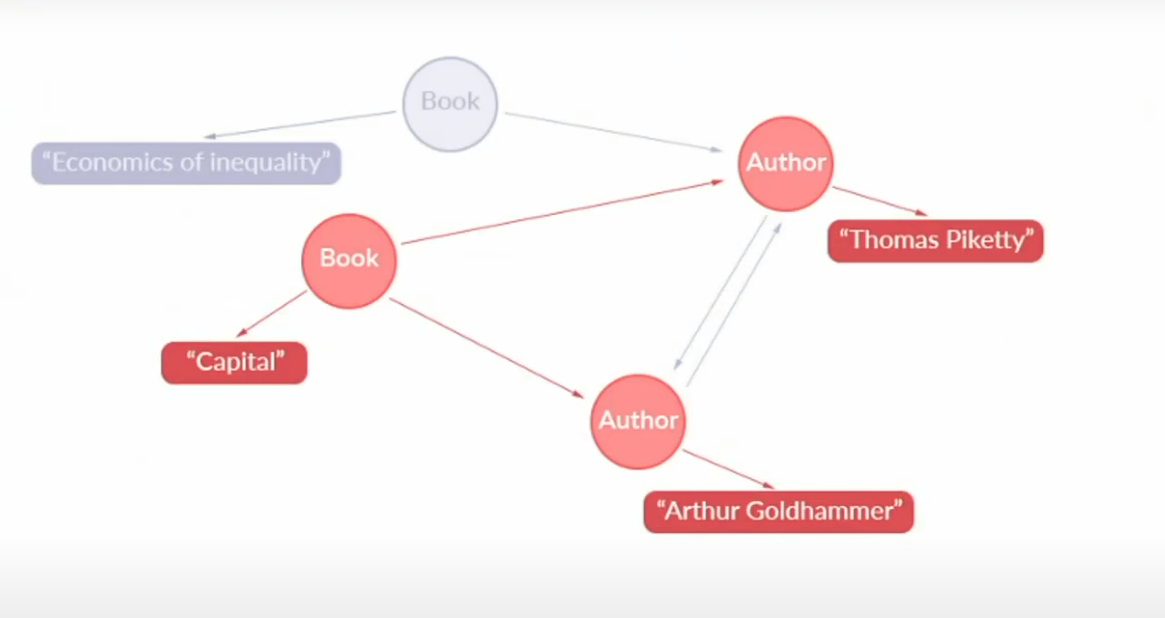 Book
“Economics of inequality”
Author
“Thomas Piketty”
Book
“Capital”
Author
“Arthur Goldhammer”